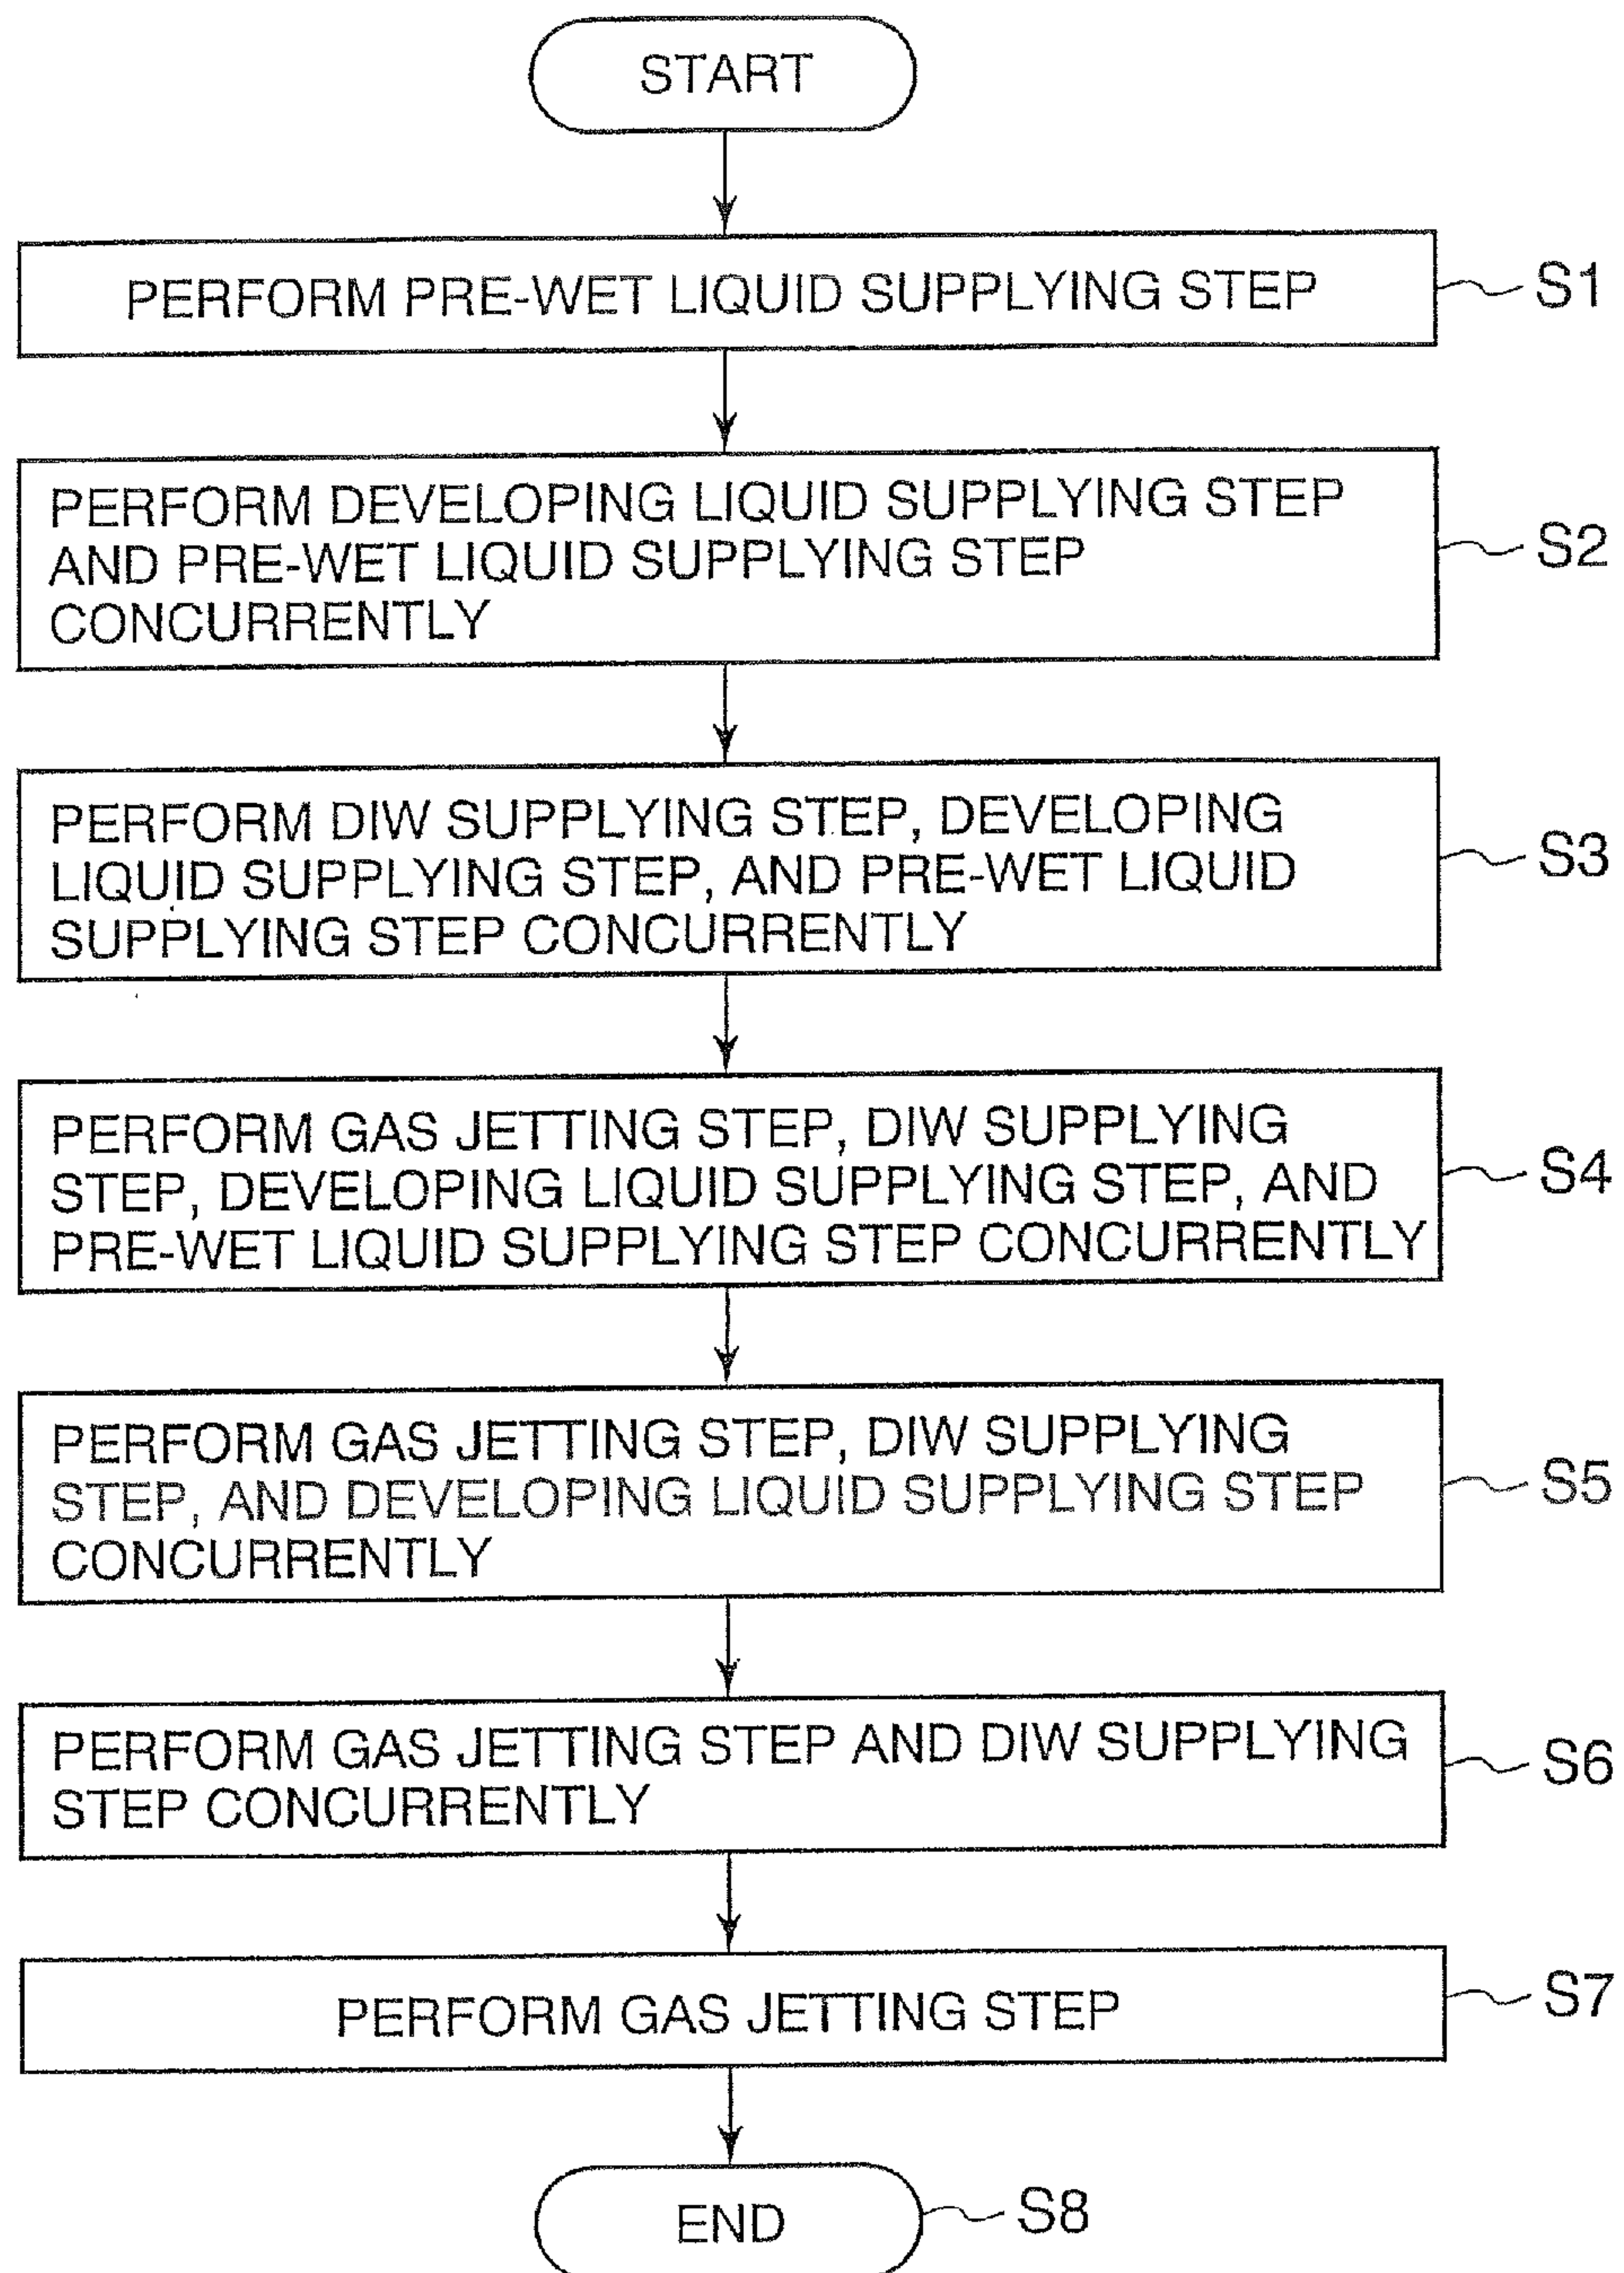 START
PERFORM PRE-WET LIQUID SUPPLYING STEP
S1
PERFORM DEVELOPING LIQUID SUPPLYING STEP
AND PRE-WET LIQUID SUPPLYING STEP
CONCURRENTLY
S2
PERFORM DIW SUPPLYING STEP, DEVELOPING
LIQUID SUPPLYING STEP, AND PRE-WET LIQUID
SUPPLYING STEP CONCURRENTLY
S3
PERFORM GAS JETTING STEP, DIW SUPPLYING
STEP, DEVELOPING LIQUID SUPPLYING STEP, AND
PRE-WET LIQUID SUPPLYING STEP CONCURRENTLY
S4
PERFORM GAS JETTING STEP, DIW SUPPLYING
STEP, AND DEVELOPING LIQUID SUPPLYING STEP
CONCURRENTLY
S5
PERFORM GAS JETTING STEP AND DIW SUPPLYING
STEP CONCURRENTLY
S6
PERFORM GAS JETTING STEP
S7
END
S8